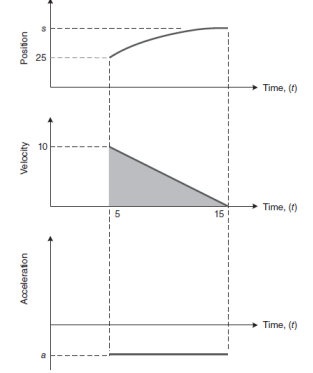 Position
s
25
Time, (t)
Velocity
10
5
15
Time, (t)
Acceleration
Time, (t)
a